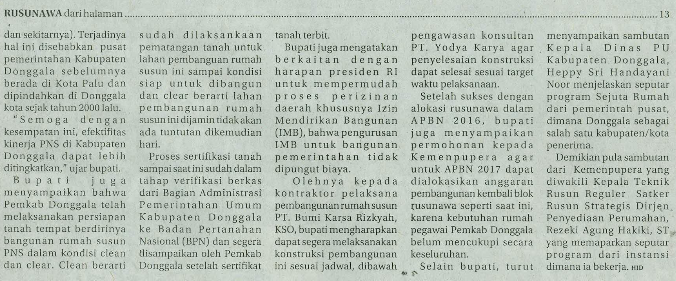 RUSUNAWA dari halaman 13
dan sekitarnya). Terjadinya
hal ini disebabkan pusat
pemerintahan Kabupaten
Donggala sebelumnya
berada di Kota Palu dan
dipindahkan di Donggala
kota sejak tahun 2000 lalu.
"Semoga dengan
kesempatan ini, efektifitas
kinerja PNS di Kabupaten
Donggala dapat lebih
ditingkatkan," ujar bupati.
Bupati juga
menyampaikan bahwa
Pemkab Donggala telah
melaksanakan persiapan
tanah tempat berdirinya
bangunan rumah susun
PNS dalam kondisi clean
and clear. Clean berarti
sudah dilaksankaan
pematangan tanah untuk
lahan pembanguan rumah
susun ini sampai kondisi
siap untuk dibangun
dan clear berarti lahan
pembangunan rumah
susun ini dijamin tidak akan
ada tuntutan dikemudian
hari.
Proses sertifikasi tanah
sampai saat ini sudah dalam
tahap verifikasi berkas
dari Bagian Administrasi
Pemerintahan Umum
Kabupaten Donggala
ke Badan Pertanahan
Nasional (BPN) dan segera
disampaikan oleh Pemkab
Donggala setelah sertifikat
tanah terbit.
Bupati juga mengatakan
berkaitan dengan
harapan presiden RI
untuk mempermudah
proses perizinan
daerah khususnya Izin
Mendirikan Bangunan
(IMB), bahwa pengurusan
IMB untuk bangunan
pemerintahan tidak
dipungut biaya.
Olehnya kepada
kontraktor pelaksana
pembangunan rumah susun
PT. Bumi Karsa Rizkyah,
KSO, bupati mengharapkan
dapat segera melaksanakan
konstruksi pembangunan
ini sesuai jadwal, dibawah
pengawasan konsultan
PT. Yodya Karya agar
penyelesaian konstruksi
dapat selesai sesuai target
waktu pelaksanaan.
Setelah sukses dengan
alokasi rusunawa dalam
APBN 2016, bupati
juga menyampaikan
permohonan kepada
Kemenpupera agar
untuk APBN 2017 dapat
dialokasikan anggaran
pembangunan kembali blok
rusunawa seperti saat ini,
karena kebutuhan rumah
pegawai Pemkab Donggala
belum mencukupi secara
keseluruhan.
Selain bupati, turut
menyampaikan sambutan
Kepala Dinas PU
Kabupaten Donggala,
Heppy Sri Handayani
Noor menjelaskan seputar
program Sejuta Rumah
dari pemerintah pusat,
dimana Donggala sebagai
salah satu kabupaten/kota
penerima.
Demikian pula sambutan
dari Kemenpupera yang
diwakili Kepala Teknik
Rusun Reguler Satker
Rusun Strategis Dirjen
Penyediaan Perumahan,
Rezeki Agung Hakiki, ST
yang memaparkan seputar
program dari instansi
dimana ia bekerja. HID